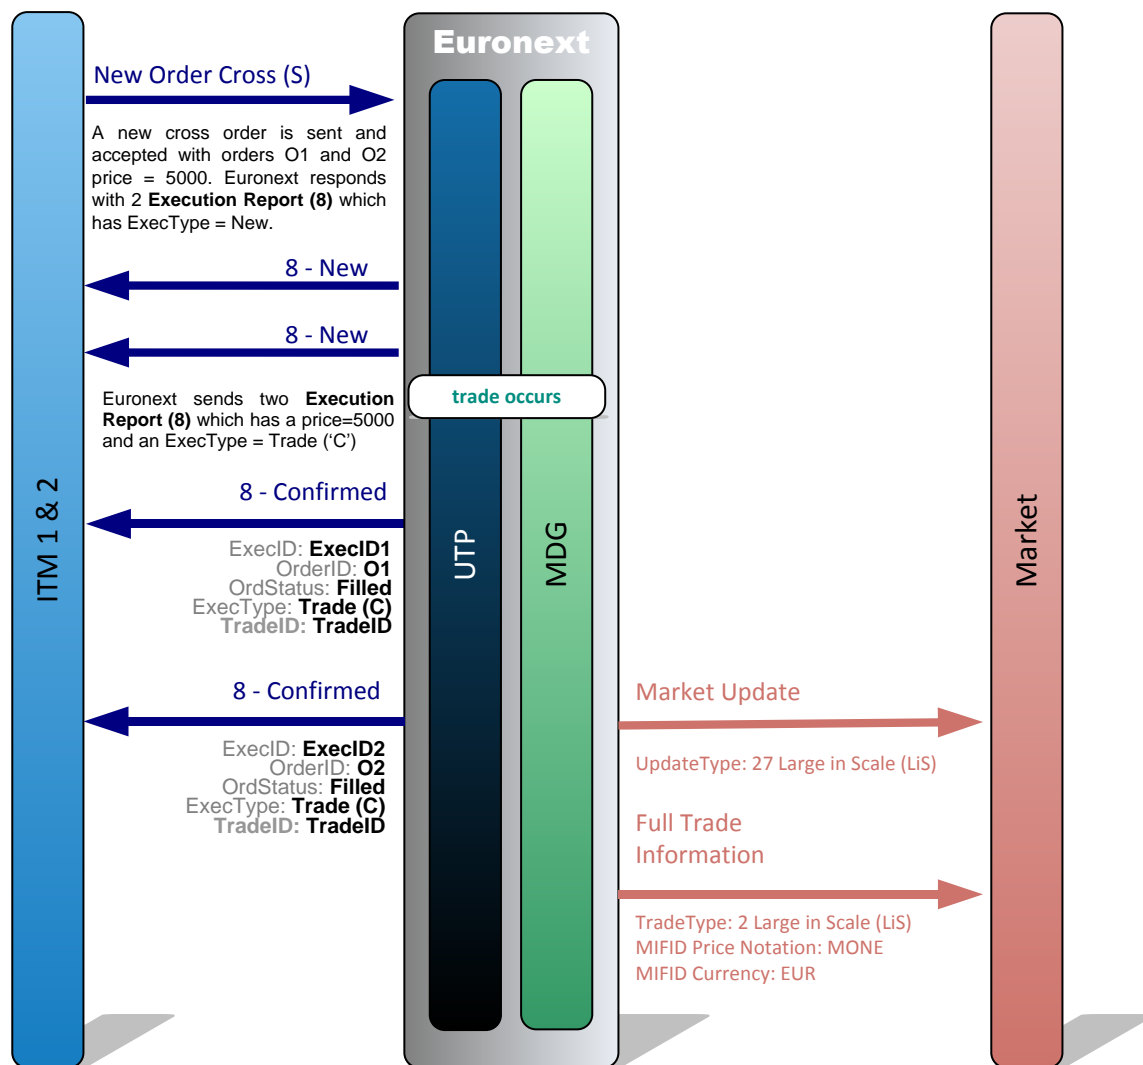 Euronext
New Order Cross (S)
A new cross order is sent and
accepted with orders O1 and O2
price = 5000. Euronext responds
with 2 Execution Report (8) which
has ExecType = New.
8 - New
8 - New
trade occurs
Euronext sends two Execution
Report (8) which has a price=5000
and an ExecType = Trade (‘C’)
8 - Confirmed
ExecID: ExecID1
OrderID: O1
OrdStatus: Filled
ExecType: Trade (C)
TradeID: TradeID
ITM 1 & 2
UTP
MDG
Market
8 - Confirmed
ExecID: ExecID2
OrderID: O2
OrdStatus: Filled
ExecType: Trade (C)
TradeID: TradeID
Market Update
UpdateType: 27 Large in Scale (LiS)
Full Trade
Information
TradeType: 2 Large in Scale (LiS)
MIFID Price Notation: MONE
MIFID Currency: EUR